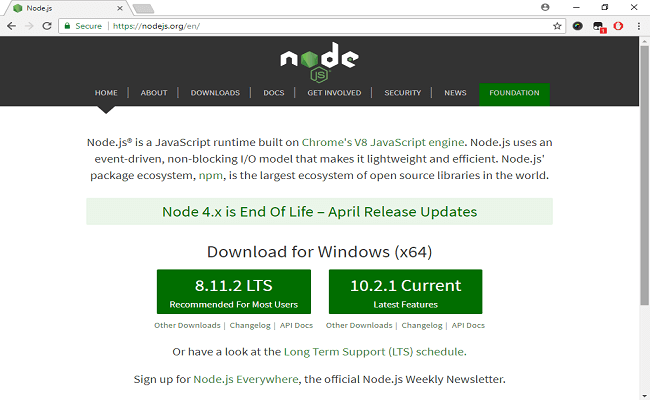 Node.js
Secure https://nodejs.org/en/
1
node
JS
HOME ABOUT DOWNLOADS DOCS GET INVOLVED SECURITY NEWS FOUNDATION
Node.js® is a JavaScript runtime built on Chrome's V8 JavaScript engine. Node.js uses an
event-driven, non-blocking I/O model that makes it lightweight and efficient. Node.js'
package ecosystem, npm, is the largest ecosystem of open source libraries in the world.
Node 4.x is End Of Life – April Release Updates
Download for Windows (x64)
8.11.2 LTS 10.2.1 Current
Recommended For Most Users Latest Features
Other Downloads | Changelog | API Docs Other Downloads | Changelog | API Docs
Or have a look at the Long Term Support (LTS) schedule.
Sign up for Node.js Everywhere, the official Node.js Weekly Newsletter.